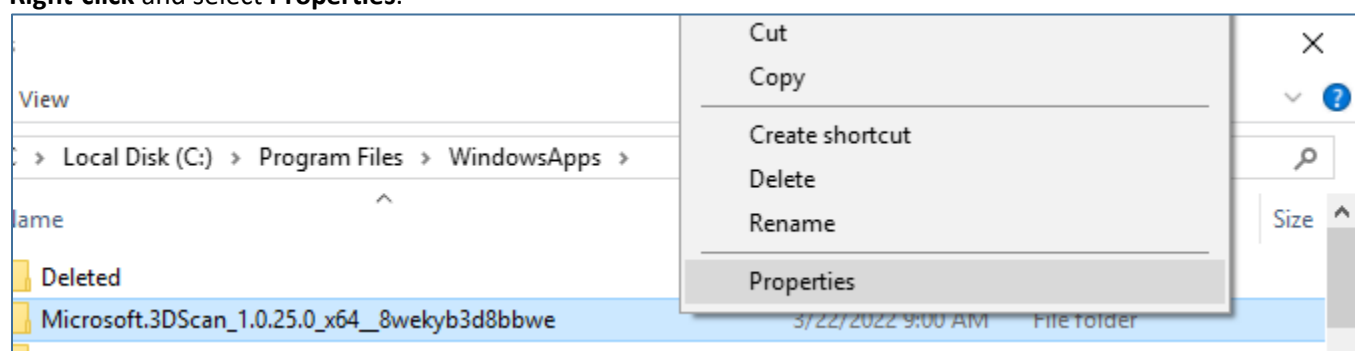 Right-click and select Properties.
Cut
Copy
View
Create shortcut
Local Disk (C:) > Program Files > WindowsApps >
Delete
Rename
Size
Properties
Deleted
Microsoft.3DScan_1.0.25.0_x64__8wekyb3d8bbwe 3/22/2022 9:00 AM File folder